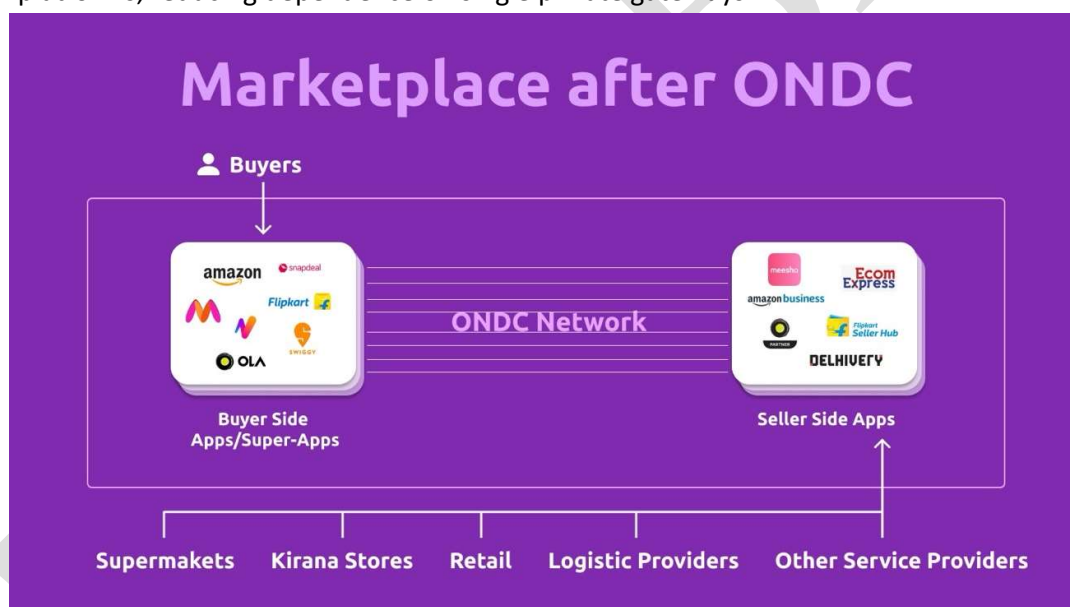 Marketplace after ONDC
Buyers
amazon
snapdeal
Flipkart
SWIGGY
OLA
Buyer Side
Apps/Super-Apps
ONDC Network
meesho
Ecom
Express
amazon business
PARTNER
Flipkart
Seller Hub
DELHIVERY
Seller Side Apps
Supermakets Kirana Stores Retail Logistic Providers Other Service Providers